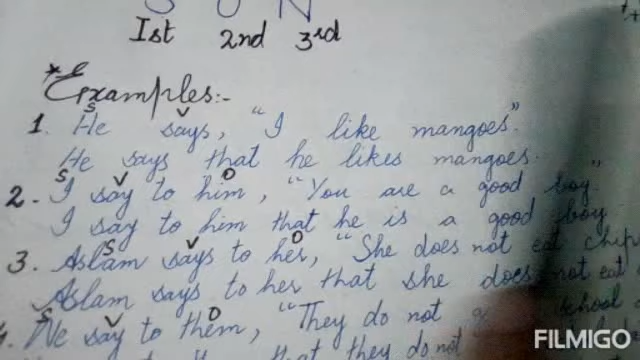 S O N
Ist 2nd 3rd
Examples:-
S V
1. He says, "I like mangoes".
He says that he likes mangoes.
S V O
2. I say to him, "You are a good boy."
I say to him that he is a good boy
S V O
3. Aslam says to her, "She does not eat chip
Aslam says to her that she does not eat
S V O
We say to them, "They do not school
that they do not
FILMIGO